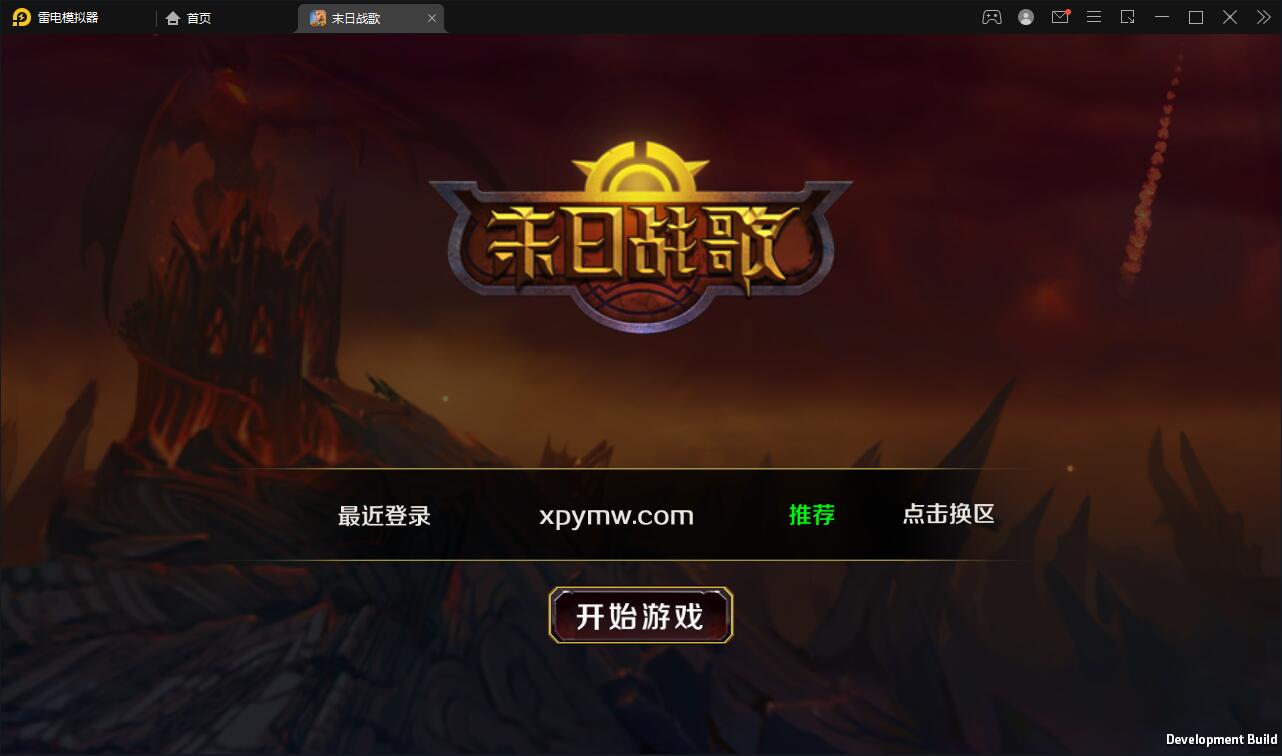 雷电模拟器
首页
末日战歌
末日战歌
最近登录 xpymw.com 推荐 点击换区
开始游戏
Development Build